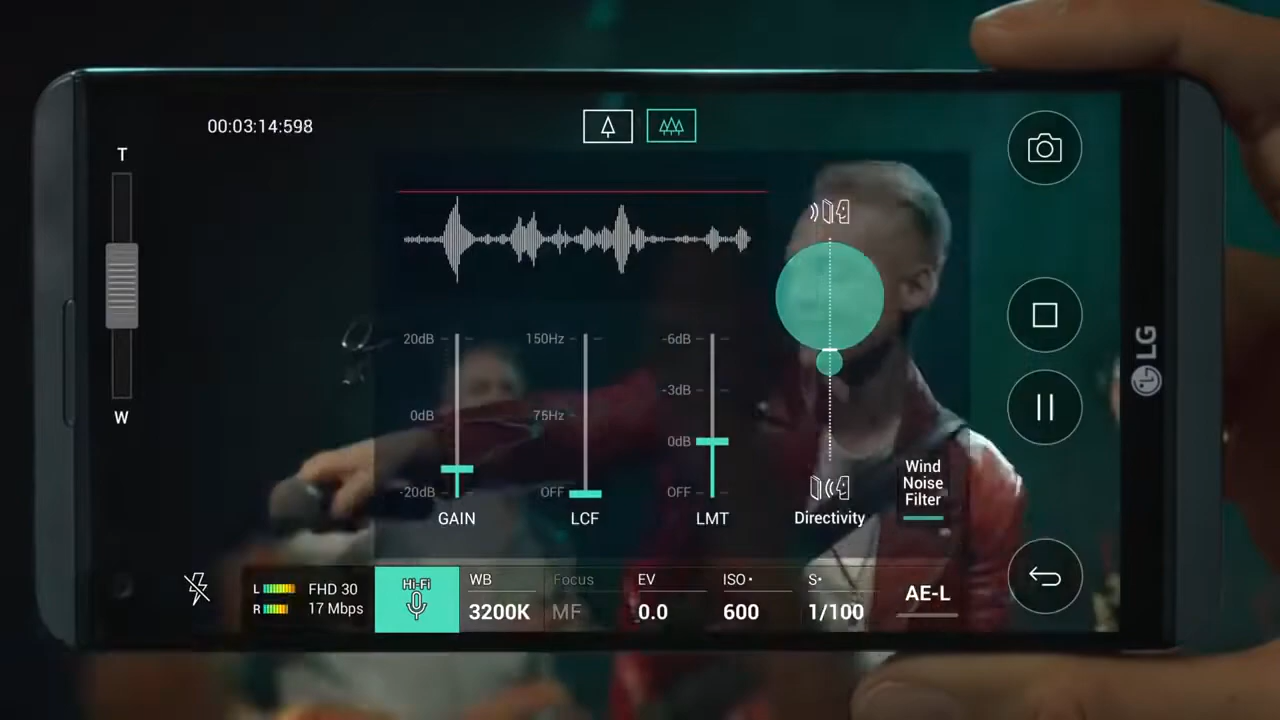 00:03:14:598
T
W
20dB
0dB
-20dB
GAIN
150Hz
75Hz
OFF
LCF
-6dB
-3dB
0dB
OFF
LMT
Directivity
Wind
Noise
Filter
LG
L
R
FHD 30
17 Mbps
Hi-Fi
WB
3200K
Focus
MF
EV
0.0
ISO•
600
S•
1/100
AE-L